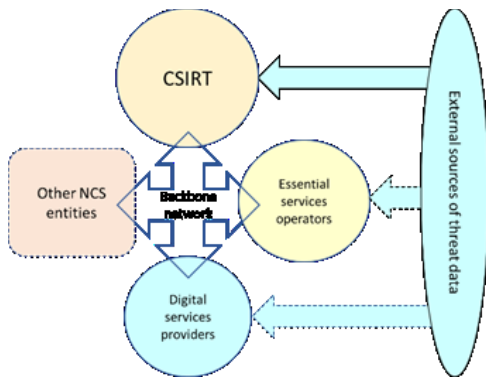 CSIRT
Other NCS
entities
Backbone
network
Essential
services
operators
Digital
services
providers
External sources of threat data